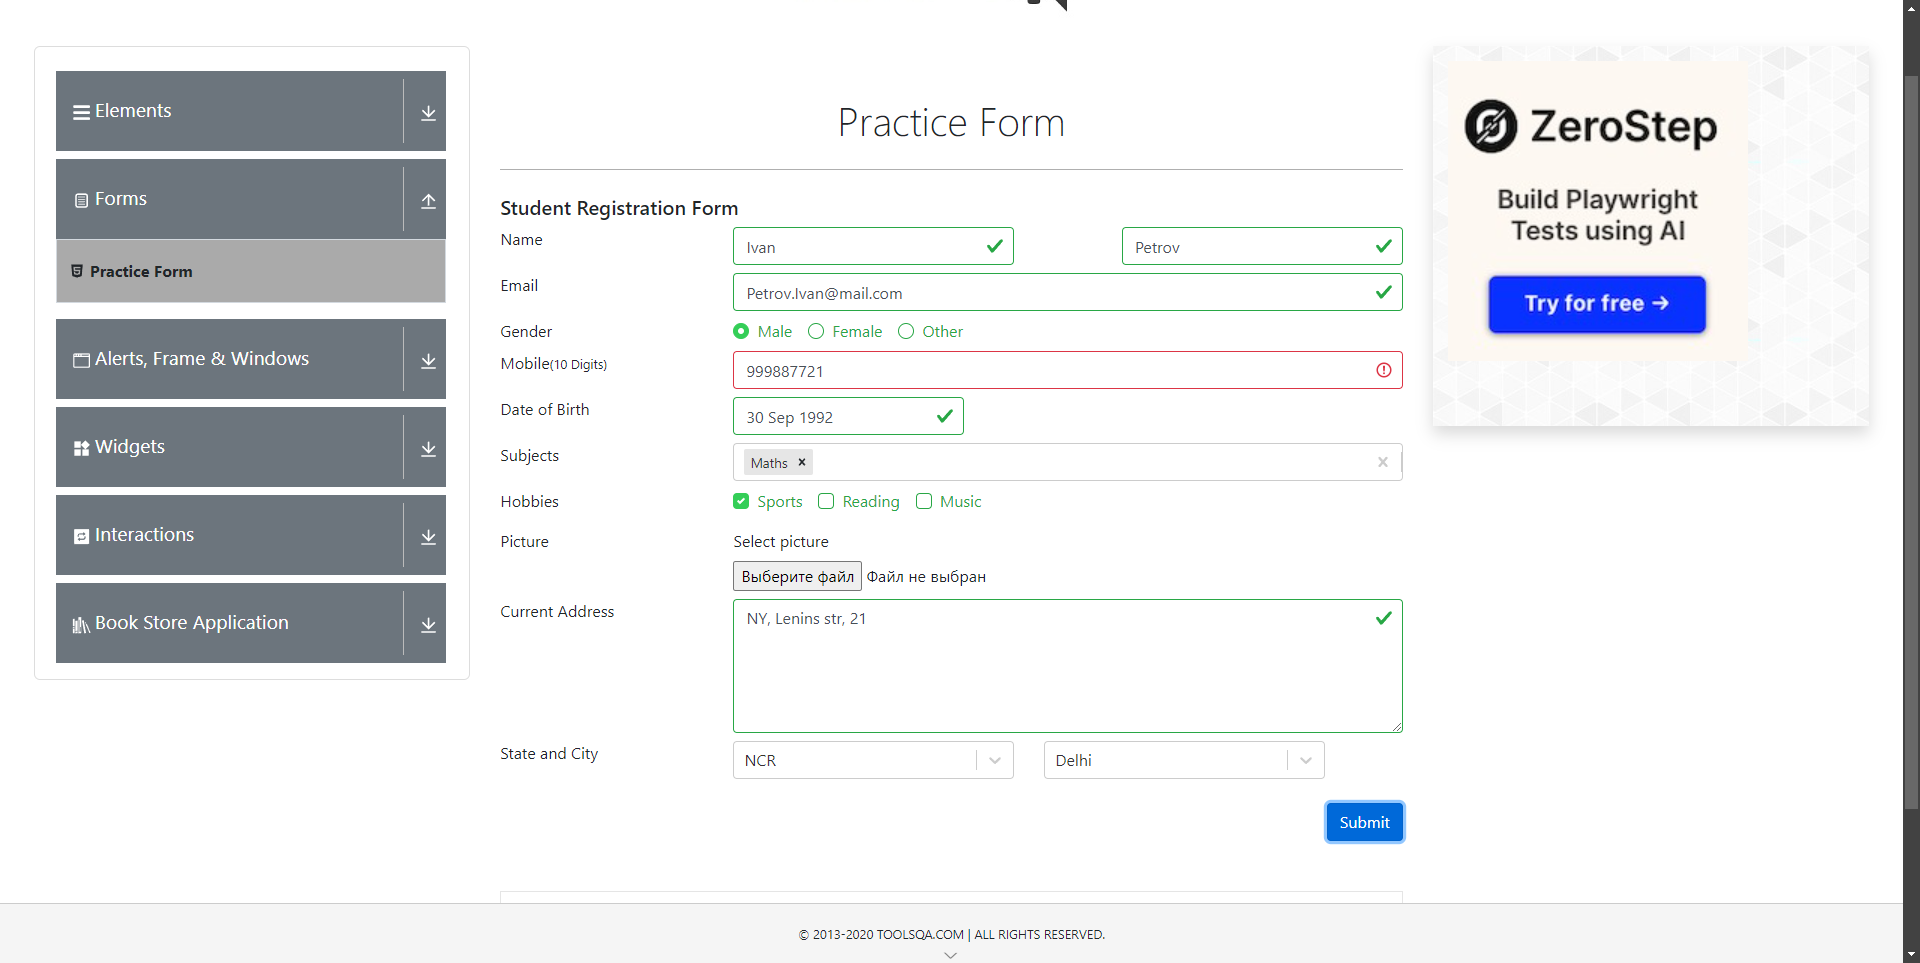 Elements
Forms
Practice Form
Alerts, Frame & Windows
Widgets
Interactions
Book Store Application
Practice Form
Student Registration Form
Name
Ivan
Petrov
Email
Petrov.Ivan@mail.com
Gender
Male
Female
Other
Mobile(10 Digits)
999887721
Date of Birth
30 Sep 1992
Subjects
Maths
Hobbies
Sports
Reading
Music
Picture
Select picture
Выберите файл
Файл не выбран
Current Address
NY, Lenins str, 21
State and City
NCR
Delhi
Submit
ZeroStep
Build Playwright
Tests using AI
Try for free →
© 2013-2020 TOOLSQA.COM | ALL RIGHTS RESERVED.